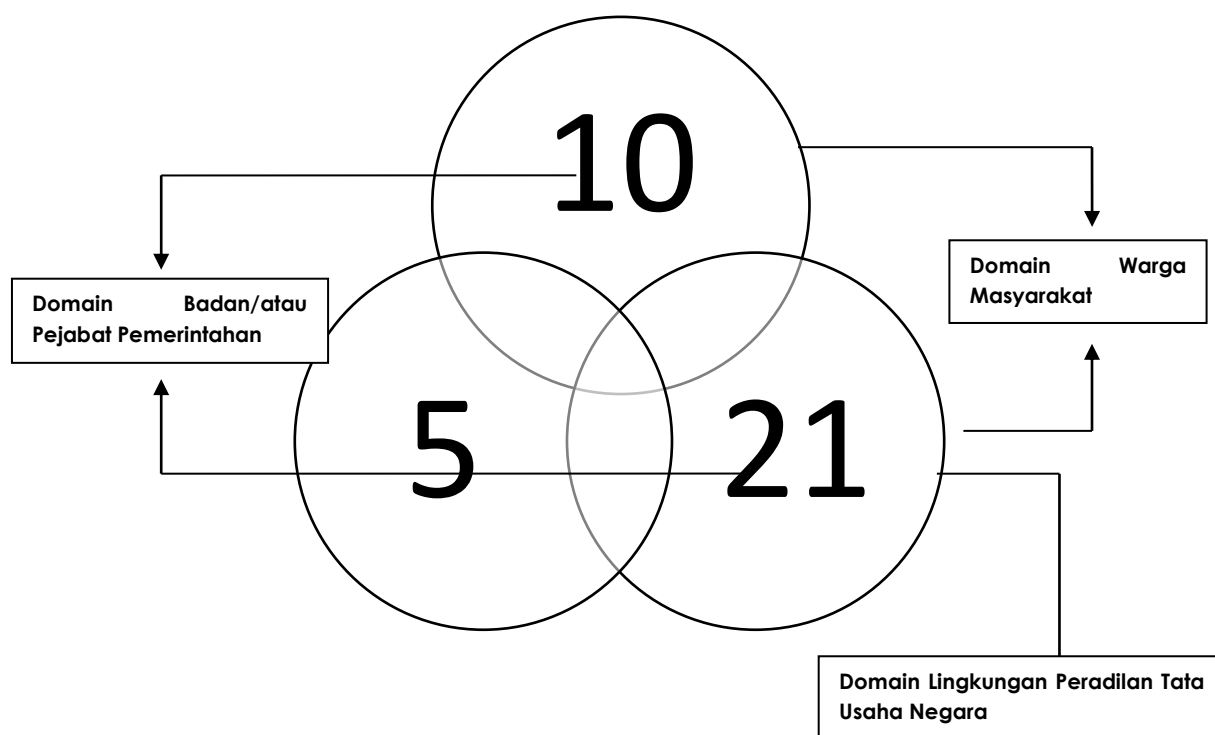 10
Domain Warga
Masyarakat
Domain Badan/atau
Pejabat Pemerintahan
5
21
Domain Lingkungan Peradilan Tata
Usaha Negara